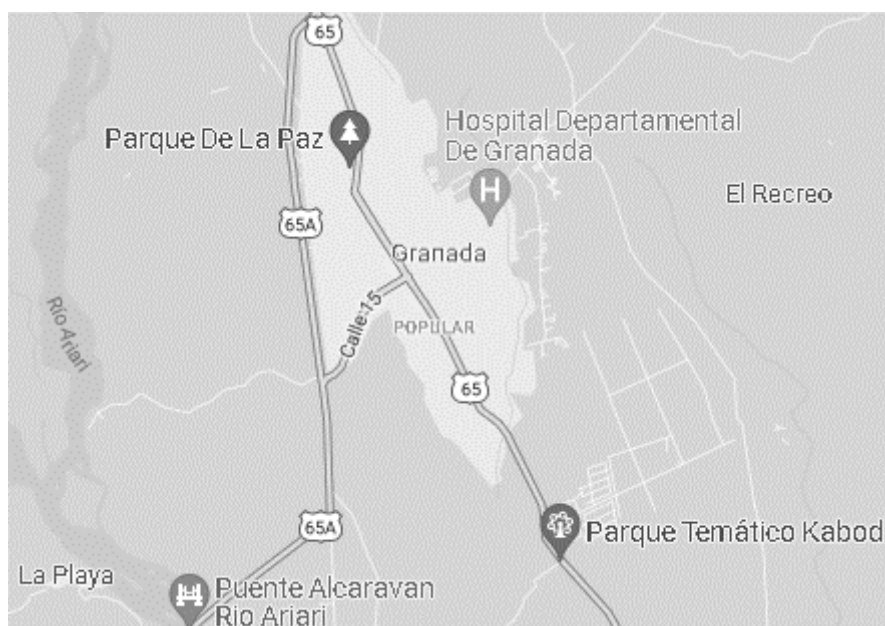 65
Parque De La Paz
Hospital Departamental
De Granada
El Recreo
65A
Granada
Río Ariari
Calle 15
POPULAR
65
65A
Parque Temático Kabod
La Playa
Puente Alcaravan
Rio Ariari
H